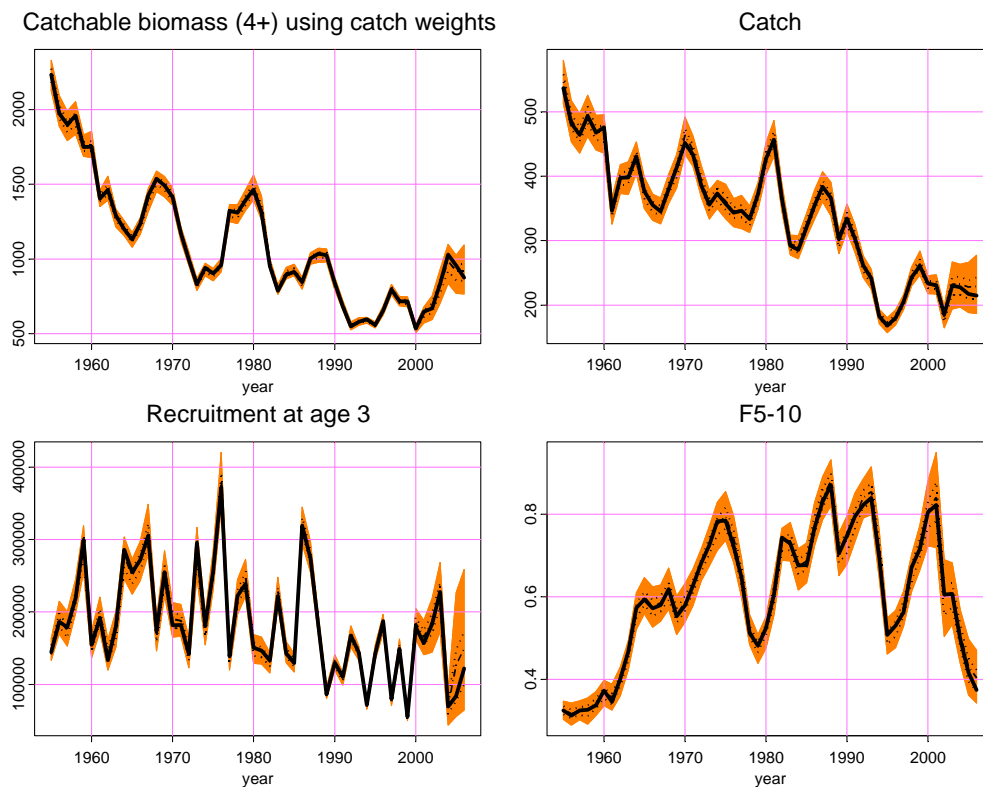 Catchable biomass (4+) using catch weights
2000
1500
1000
500
1960 1970 1980 1990 2000
year
Catch
500
400
300
200
1960 1970 1980 1990 2000
year
Recruitment at age 3
400000
300000
200000
100000
1960 1970 1980 1990 2000
year
F5-10
0.8
0.6
0.4
1960 1970 1980 1990 2000
year